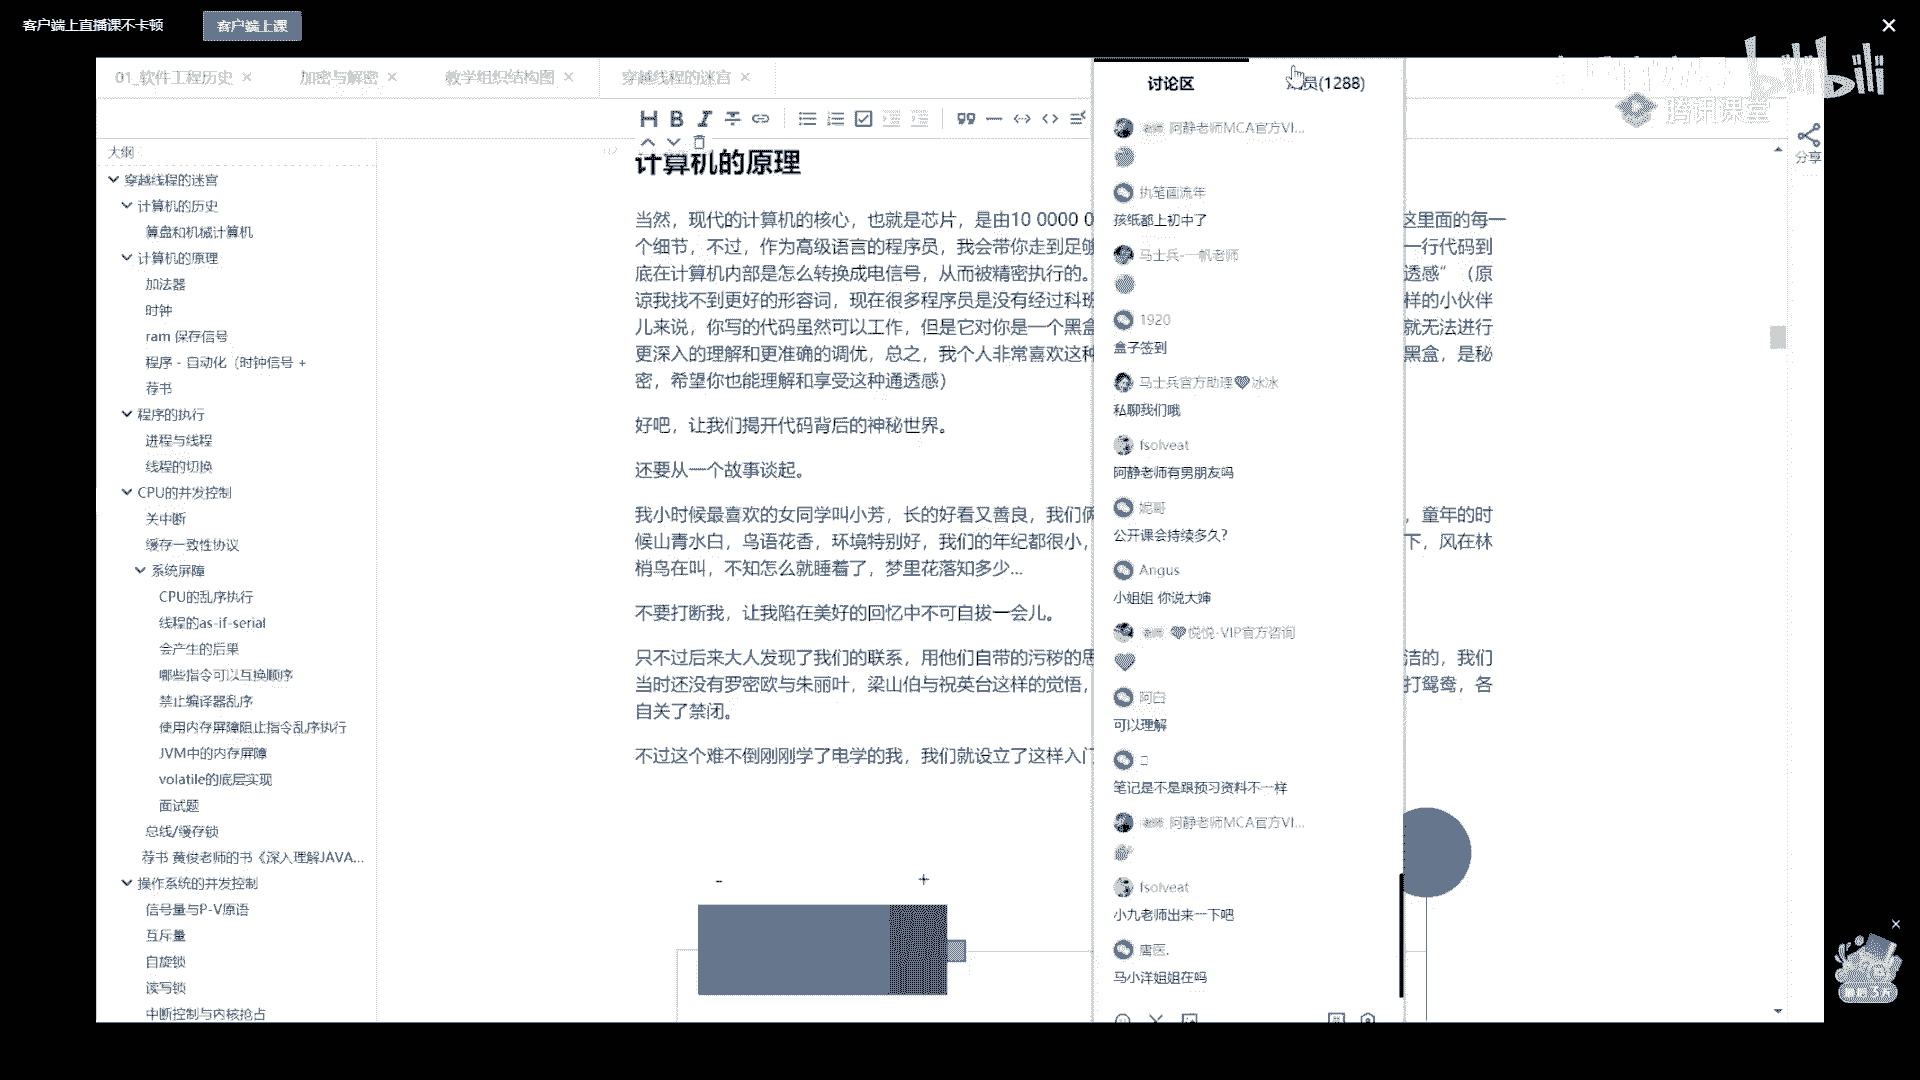 客户端上直播课不卡顿
客户端上课
bilibili
腾讯课堂
分享
01_软件工程历史
加密与解密
教学组织结构图
穿越线程的迷宫
H B I
大纲
H2
穿越线程的迷宫
计算机的历史
算盘和机械计算机
计算机的原理
加法器
时钟
ram 保存信号
程序 - 自动化（时钟信号 +
荐书
程序的执行
进程与线程
线程的切换
CPU的并发控制
关中断
缓存一致性协议
系统屏障
CPU的乱序执行
线程的as-if-serial
会产生的后果
哪些指令可以互换顺序
禁止编译器乱序
使用内存屏障阻止指令乱序执行
JVM中的内存屏障
volatile的底层实现
面试题
总线/缓存锁
荐书 黄俊老师的书《深入理解JAVA...
操作系统的并发控制
信号量与P-V原语
互斥量
自旋锁
读写锁
中断控制与内核抢占
计算机的原理
当然，现代的计算机的核心，也就是芯片，是由10 0000 0 这里面的每一
个细节，不过，作为高级语言的程序员，我会带你走到足够 一行代码到
底在计算机内部是怎么转换成电信号，从而被精密执行的。 透感”（原
谅我找不到更好的形容词，现在很多程序员是没有经过科班 样的小伙伴
儿来说，你写的代码虽然可以工作，但是它对你是一个黑盒 就无法进行
更深入的理解和更准确的调优，总之，我个人非常喜欢这种 黑盒，是秘
密，希望你也能理解和享受这种通透感）
好吧，让我们揭开代码背后的神秘世界。
还要从一个故事谈起。
我小时候最喜欢的女同学叫小芳，长的好看又善良，我们俩 ，童年的时
候山青水白，鸟语花香，环境特别好，我们的年纪都很小， 下，风在林
梢鸟在叫，不知怎么就睡着了，梦里花落知多少...
不要打断我，让我陷在美好的回忆中不可自拔一会儿。
只不过后来大人发现了我们的联系，用他们自带的污秽的思 洁的，我们
当时还没有罗密欧与朱丽叶，梁山伯与祝英台这样的觉悟， 打鸳鸯，各
自关了禁闭。
不过这个难不倒刚刚学了电学的我，我们就设立了这样入门
- +
讨论区
员(1288)
阿静老师MCA官方VI...
执笔画流年
孩纸都上初中了
马士兵-一帆老师
1920
盒子签到
马士兵官方助理 冰冰
私聊我们哦
fsolveat
阿静老师有男朋友吗
妮哥
公开课会持续多久?
Angus
小姐姐 你说大婶
悦悦-VIP官方咨询
阿白
可以理解
笔记是不是跟预习资料不一样
阿静老师MCA官方VI...
fsolveat
小九老师出来一下吧
庸医.
马小洋姐姐在吗